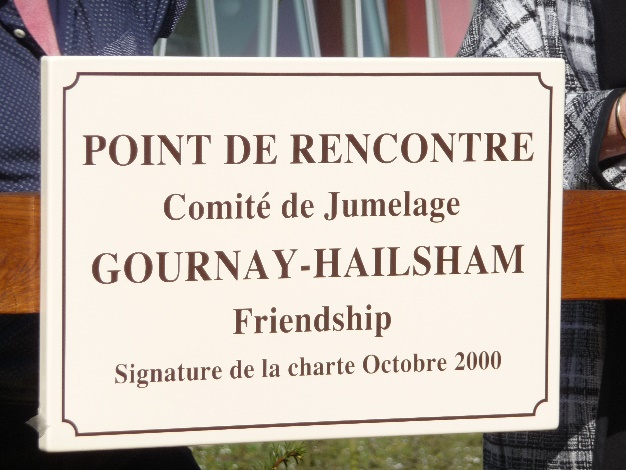 POINT DE RENCONTRE
Comité de Jumelage
GOURNAY-HAILSHAM
Friendship
Signature de la charte Octobre 2000